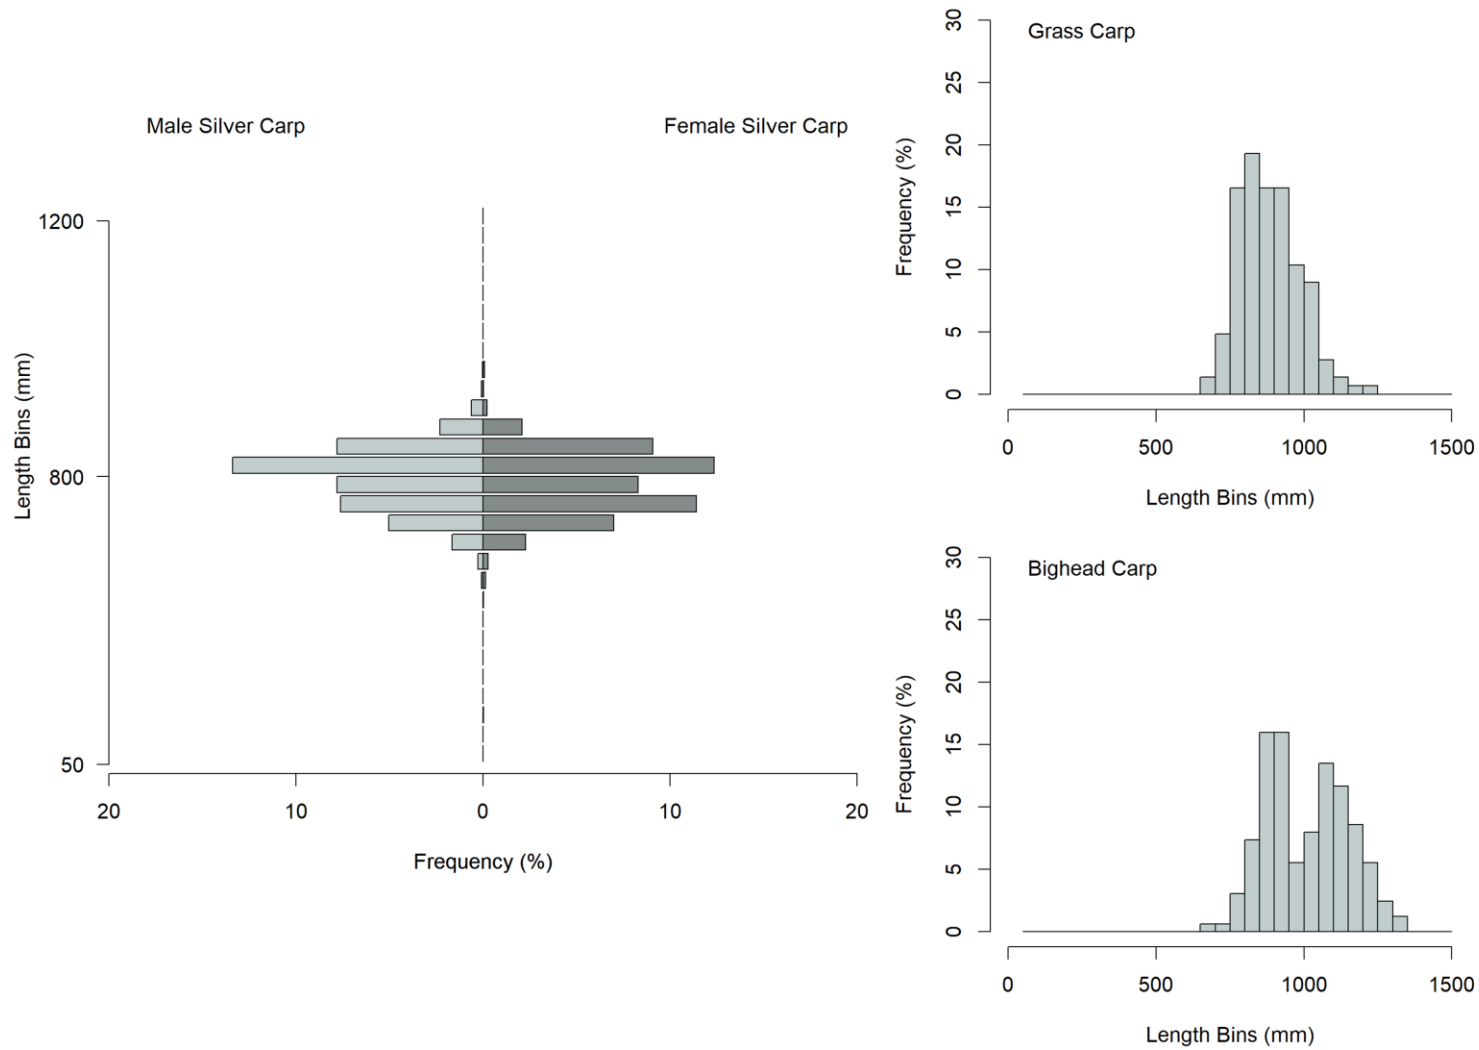 Male Silver Carp
Female Silver Carp
Length Bins (mm)
1200
800
50
20 10 0 10 20
Frequency (%)
Grass Carp
Frequency (%)
30
25
20
15
10
5
0
0 500 1000 1500
Length Bins (mm)
Bighead Carp
Frequency (%)
30
25
20
15
10
5
0
0 500 1000 1500
Length Bins (mm)